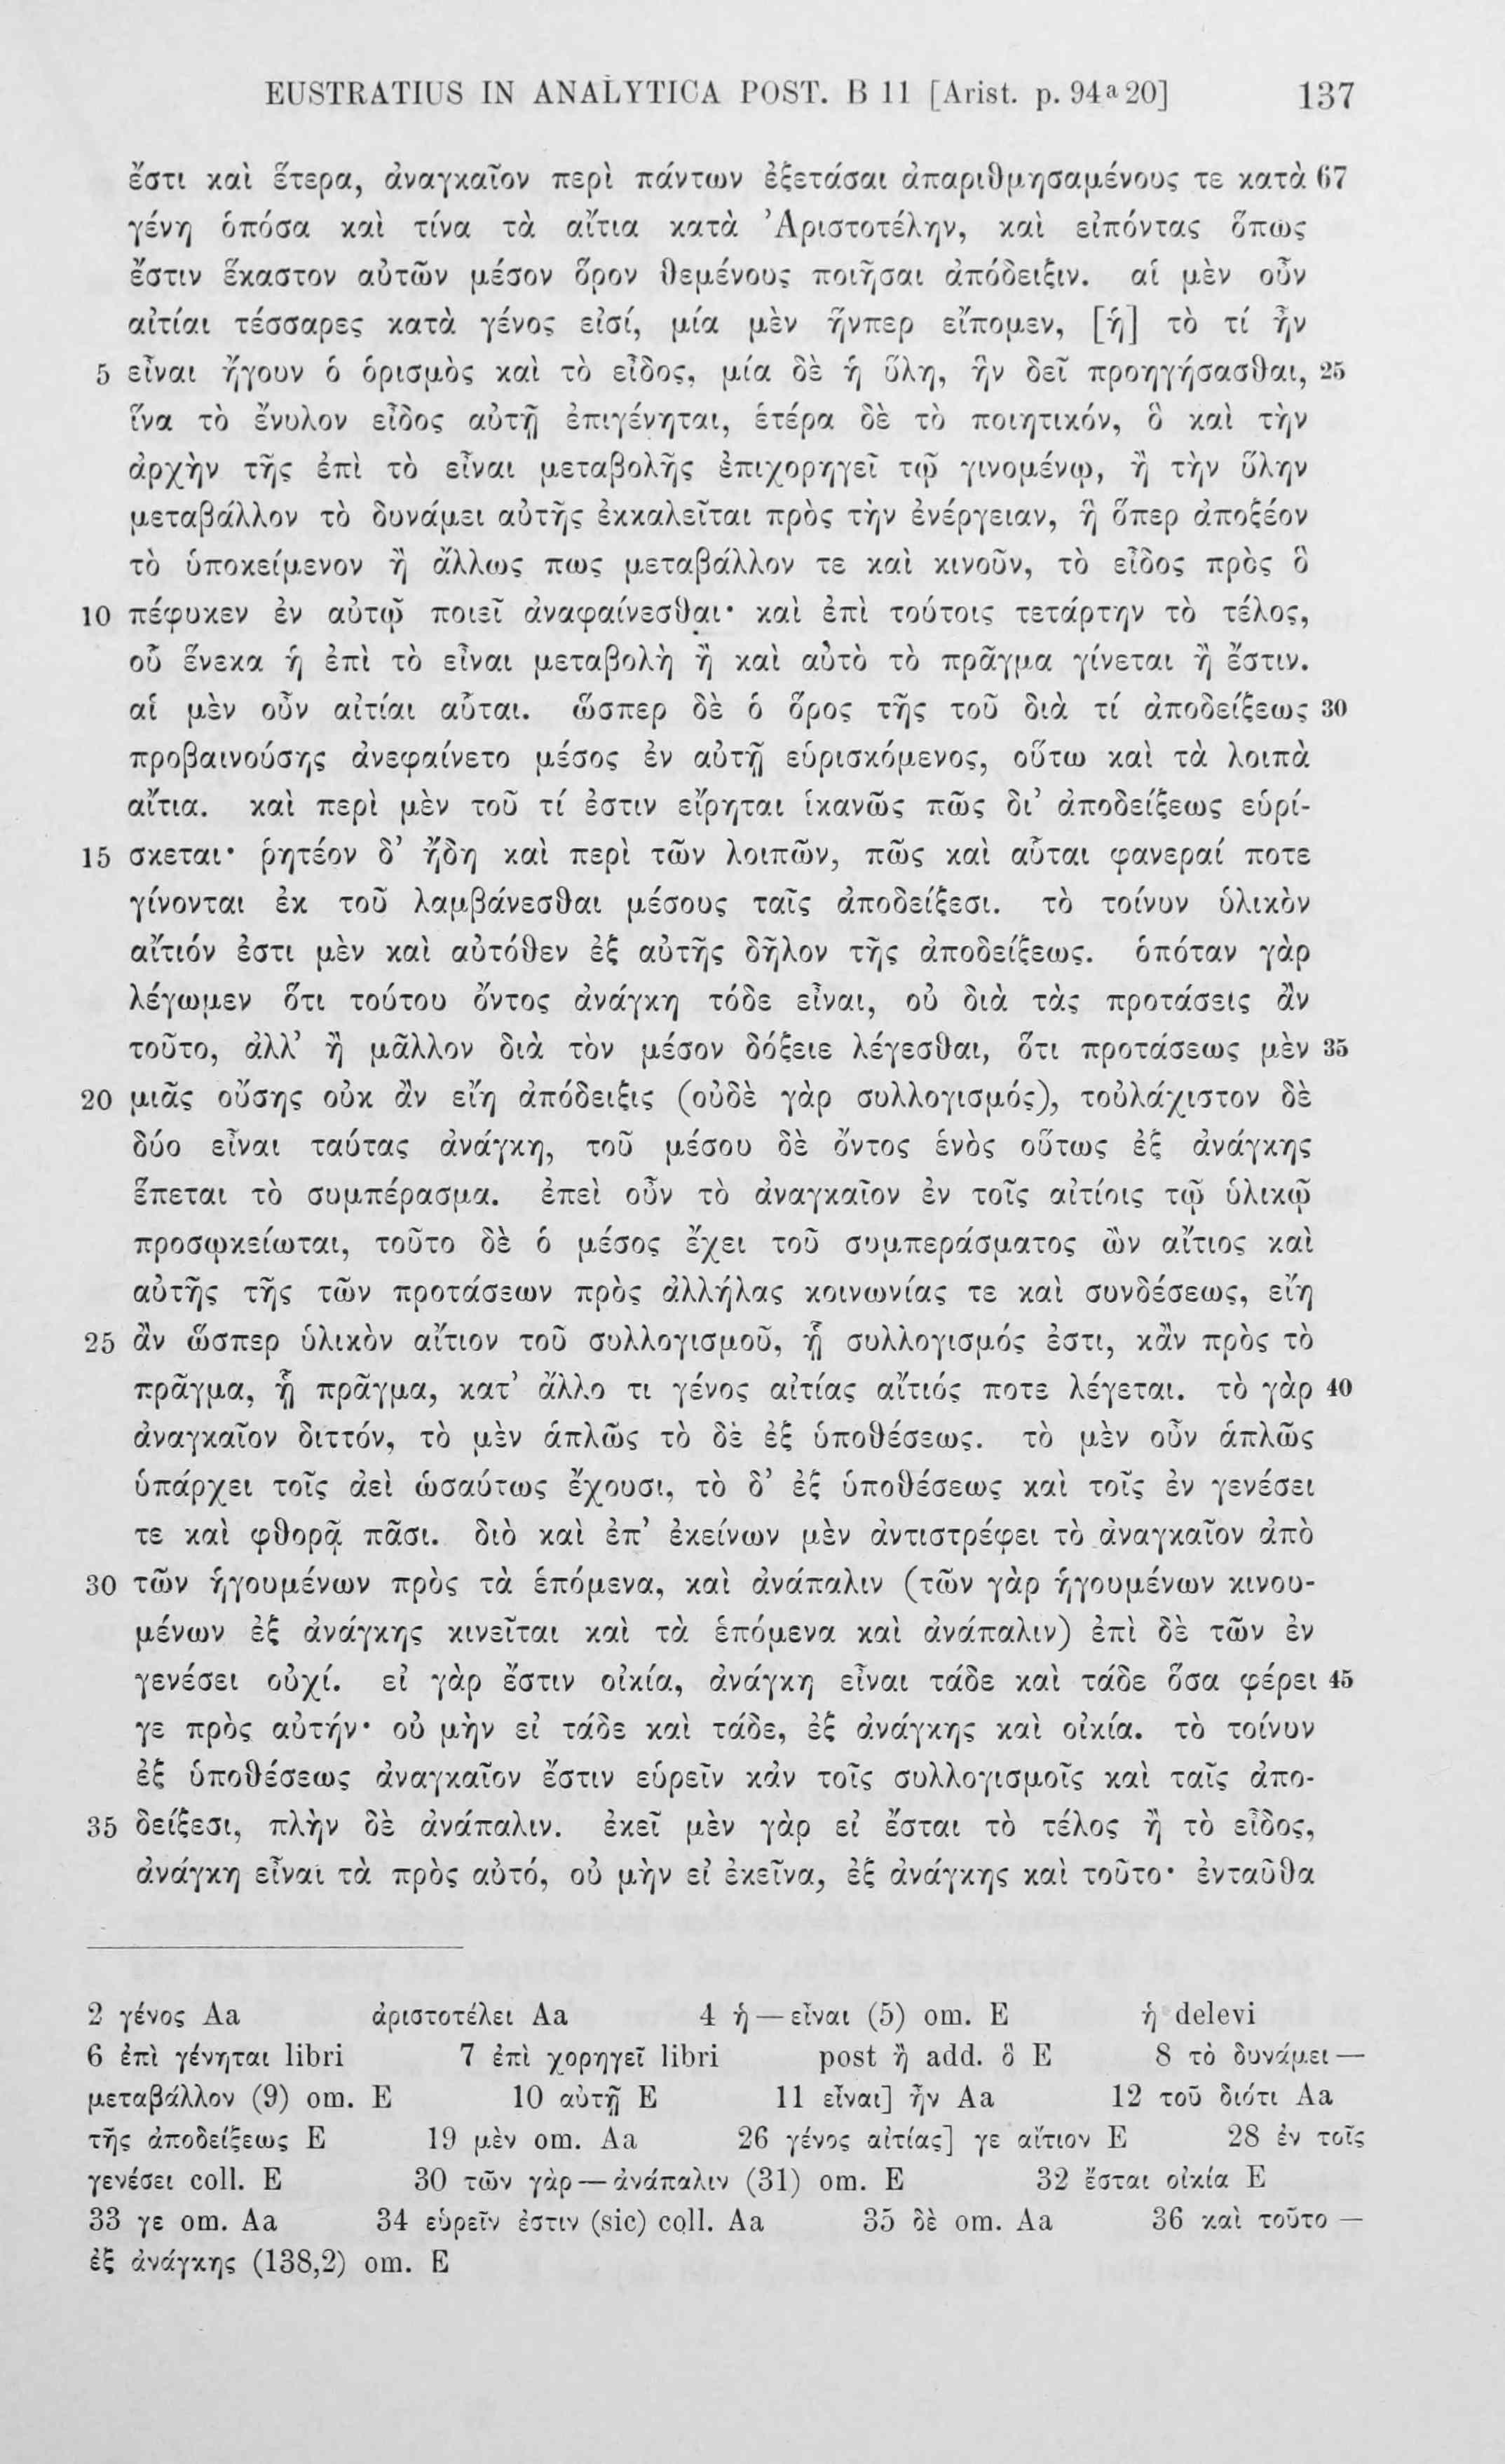 EUSTRATIUS IN ANALYTICA POST. B 11 [Arist. p. 94a 20] 137
ἔστι καὶ ἕτερα, ἀναγκαῖον περὶ πάντων ἐξετάσαι ἀπαριθμησαμένους τε κατὰ 67
γένη ὁπόσα καὶ τίνα τὰ αἴτια κατὰ Ἀριστοτέλην, καὶ εἰπόντας ὅπως
ἔστιν ἕκαστον αὐτῶν μέσον ὅρον θεμένους ποιῆσαι ἀπόδειξιν. αἱ μὲν οὖν
αἰτίαι τέσσαρες κατὰ γένος εἰσί, μία μὲν ἥνπερ εἴπομεν, [ἡ] τὸ τί ἦν
5 εἶναι ἤγουν ὁ ὁρισμὸς καὶ τὸ εἶδος, μία δὲ ἡ ὕλη, ἣν δεῖ προηγήσασθαι, 25
ἵνα τὸ ἔνυλον εἶδος αὐτῇ ἐπιγένηται, ἑτέρα δὲ τὸ ποιητικόν, ὃ καὶ τὴν
ἀρχὴν τῆς ἐπὶ τὸ εἶναι μεταβολῆς ἐπιχορηγεῖ τῷ γινομένῳ, ἢ τὴν ὕλην
μεταβάλλον τὸ δυνάμει αὐτῆς ἐκκαλεῖται πρὸς τὴν ἐνέργειαν, ἢ ὅπερ ἀποξέον
τὸ ὑποκείμενον ἢ ἄλλως πως μεταβάλλον τε καὶ κινοῦν, τὸ εἶδος πρὸς ὃ
10 πέφυκεν ἐν αὐτῷ ποιεῖ ἀναφαίνεσθαι· καὶ ἐπὶ τούτοις τετάρτην τὸ τέλος,
οὗ ἕνεκα ἡ ἐπὶ τὸ εἶναι μεταβολὴ ἢ καὶ αὐτὸ τὸ πρᾶγμα γίνεται ἢ ἔστιν.
αἱ μὲν οὖν αἰτίαι αὗται. ὥσπερ δὲ ὁ ὅρος τῆς τοῦ διὰ τί ἀποδείξεως 30
προβαινούσης ἀνεφαίνετο μέσος ἐν αὐτῇ εὑρισκόμενος, οὕτω καὶ τὰ λοιπὰ
αἴτια. καὶ περὶ μὲν τοῦ τί ἐστιν εἴρηται ἱκανῶς πῶς δι᾽ ἀποδείξεως εὑρί-
15 σκεται· ῥητέον δ᾽ ἤδη καὶ περὶ τῶν λοιπῶν, πῶς καὶ αὗται φανεραί ποτε
γίνονται ἐκ τοῦ λαμβάνεσθαι μέσους ταῖς ἀποδείξεσι. τὸ τοίνυν ὑλικὸν
αἴτιόν ἐστι μὲν καὶ αὐτόθεν ἐξ αὐτῆς δῆλον τῆς ἀποδείξεως. ὁπόταν γὰρ
λέγωμεν ὅτι τούτου ὄντος ἀνάγκη τόδε εἶναι, οὐ διὰ τὰς προτάσεις ἂν
τοῦτο, ἀλλ᾽ ἢ μᾶλλον διὰ τὸν μέσον δόξειε λέγεσθαι, ὅτι προτάσεως μὲν 35
20 μιᾶς οὔσης οὐκ ἂν εἴη ἀπόδειξις (οὐδὲ γὰρ συλλογισμός), τοὐλάχιστον δὲ
δύο εἶναι ταύτας ἀνάγκη, τοῦ μέσου δὲ ὄντος ἑνὸς οὕτως ἐξ ἀνάγκης
ἕπεται τὸ συμπέρασμα. ἐπεὶ οὖν τὸ ἀναγκαῖον ἐν τοῖς αἰτίοις τῷ ὑλικῷ
προσῳκείωται, τοῦτο δὲ ὁ μέσος ἔχει τοῦ συμπεράσματος ὢν αἴτιος καὶ
αὐτῆς τῆς τῶν προτάσεων πρὸς ἀλλήλας κοινωνίας τε καὶ συνδέσεως, εἴη
25 ἂν ὥσπερ ὑλικὸν αἴτιον τοῦ συλλογισμοῦ, ᾗ συλλογισμός ἐστι, κἂν πρὸς τὸ
πρᾶγμα, ᾗ πρᾶγμα, κατ᾽ ἄλλο τι γένος αἰτίας αἴτιός ποτε λέγεται. τὸ γὰρ 40
ἀναγκαῖον διττόν, τὸ μὲν ἁπλῶς τὸ δὲ ἐξ ὑποθέσεως. τὸ μὲν οὖν ἁπλῶς
ὑπάρχει τοῖς ἀεὶ ὡσαύτως ἔχουσι, τὸ δ᾽ ἐξ ὑποθέσεως καὶ τοῖς ἐν γενέσει
τε καὶ φθορᾷ πᾶσι. διὸ καὶ ἐπ᾽ ἐκείνων μὲν ἀντιστρέφει τὸ ἀναγκαῖον ἀπὸ
30 τῶν ἡγουμένων πρὸς τὰ ἑπόμενα, καὶ ἀνάπαλιν (τῶν γὰρ ἡγουμένων κινου-
μένων ἐξ ἀνάγκης κινεῖται καὶ τὰ ἑπόμενα καὶ ἀνάπαλιν) ἐπὶ δὲ τῶν ἐν
γενέσει οὐχί. εἰ γὰρ ἔστιν οἰκία, ἀνάγκη εἶναι τάδε καὶ τάδε ὅσα φέρει 45
γε πρὸς αὐτήν· οὐ μὴν εἰ τάδε καὶ τάδε, ἐξ ἀνάγκης καὶ οἰκία. τὸ τοίνυν
ἐξ ὑποθέσεως ἀναγκαῖον ἔστιν εὑρεῖν κἀν τοῖς συλλογισμοῖς καὶ ταῖς ἀπο-
35 δείξεσι, πλὴν δὲ ἀνάπαλιν. ἐκεῖ μὲν γὰρ εἰ ἔσται τὸ τέλος ἢ τὸ εἶδος,
ἀνάγκη εἶναι τὰ πρὸς αὐτό, οὐ μὴν εἰ ἐκεῖνα, ἐξ ἀνάγκης καὶ τοῦτο· ἐνταῦθα
2 γένος Aa ἀριστοτέλει Aa 4 ἡ — εἶναι (5) om. E ἡ delevi
6 ἐπὶ γένηται libri 7 ἐπὶ χορηγεῖ libri post ἢ add. ὃ E 8 τὸ δυνάμει —
μεταβάλλον (9) om. E 10 αὐτῇ E 11 εἶναι] ἦν Aa 12 τοῦ διότι Aa
τῆς ἀποδείξεως E 19 μὲν om. Aa 26 γένος αἰτίας] γε αἴτιον E 28 ἐν τοῖς
γενέσει coll. E 30 τῶν γὰρ — ἀνάπαλιν (31) om. E 32 ἔσται οἰκία E
33 γε om. Aa 34 εὑρεῖν ἐστιν (sic) coll. Aa 35 δὲ om. Aa 36 καὶ τοῦτο —
ἐξ ἀνάγκης (138,2) om. E